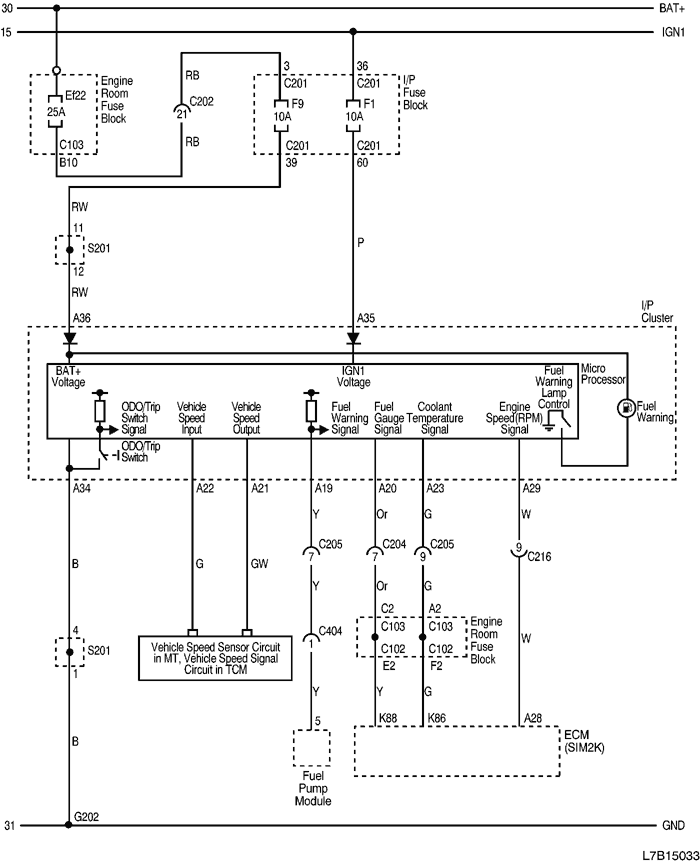 30
BAT+
15
IGN1
Engine
Room
Fuse
Block
Ef22
25A
C103
B10
RB
C202
21
RB
3
C201
F9
10A
C201
39
36
C201
F1
10A
C201
60
I/P
Fuse
Block
RW
11
S201
12
RW
P
A36
A35
I/P
Cluster
BAT+
Voltage
IGN1
Voltage
Fuel
Warning
Lamp
Control
Micro
Processor
ODO/Trip
Switch
Signal
Vehicle
Speed
Input
Vehicle
Speed
Output
Fuel
Warning
Signal
Fuel
Gauge
Signal
Coolant
Temperature
Signal
Engine
Speed(RPM)
Signal
Fuel
Warning
ODO/Trip
Switch
A34
A22
A21
A19
A20
A23
A29
Y
Or
G
W
C205
7
C204
7
C205
9
9
C216
B
G
GW
Y
Or
G
W
4
S201
1
Vehicle Speed Sensor Circuit
in MT, Vehicle Speed Signal
Circuit in TCM
C404
1
C2
C103
C102
E2
A2
C103
C102
F2
Engine
Room
Fuse
Block
Y
Y
G
B
5
K88
K86
A28
Fuel
Pump
Module
ECM
(SIM2K)
31
G202
GND
L7B15033